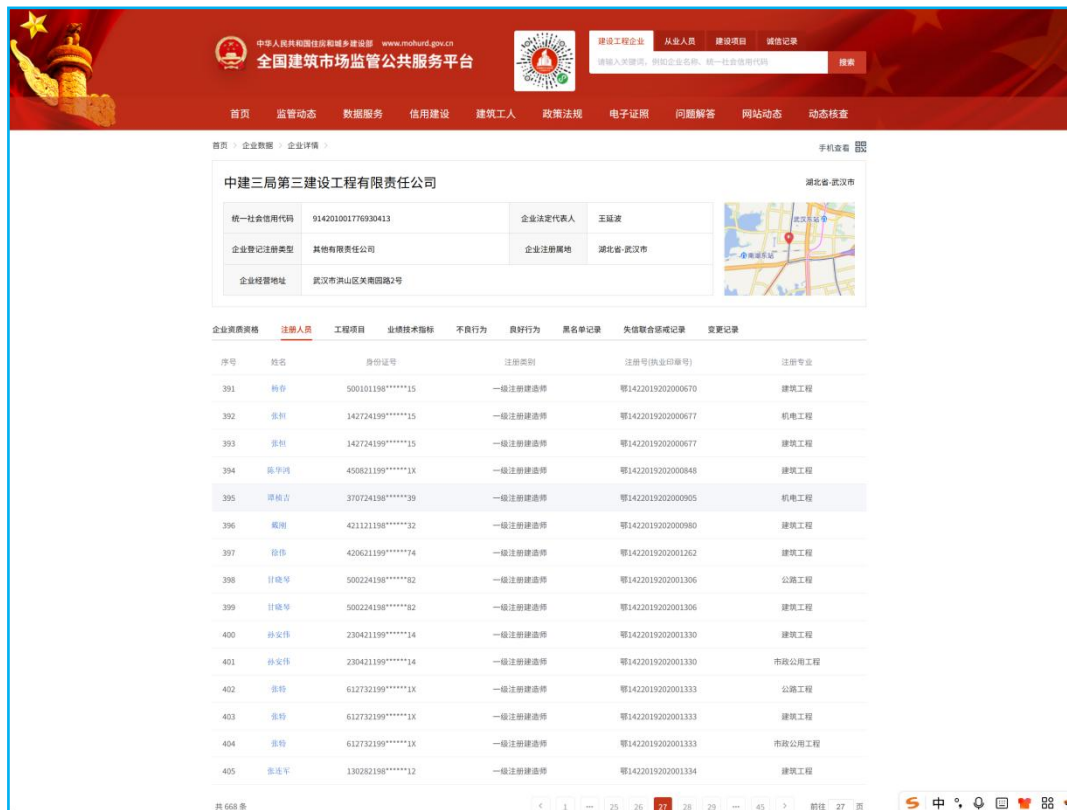 中华人民共和国住房和城乡建设部 www.mohurd.gov.cn
全国建筑市场监管公共服务平台
建设工程企业 从业人员 建设项目 诚信记录
请输入关键词，例如企业名称、统一社会信用代码 搜索
首页 监管动态 数据服务 信用建设 建筑工人 政策法规 电子证照 问题解答 网站动态 动态核查
首页 > 企业数据 > 企业详情 > 手机查看
中建三局第三建设工程有限责任公司 湖北省-武汉市
统一社会信用代码 914201001776930413 企业法定代表人 王延波
企业登记注册类型 其他有限责任公司 企业注册属地 湖北省-武汉市
企业经营地址 武汉市洪山区关南园路2号
武汉东站
南湖东站
企业资质资格 注册人员 工程项目 业绩技术指标 不良行为 良好行为 黑名单记录 失信联合惩戒记录 变更记录
序号 姓名 身份证号 注册类别 注册号(执业印章号) 注册专业
391 杨春 500101198******15 一级注册建造师 鄂1422019202000670 建筑工程
392 张恒 142724199******15 一级注册建造师 鄂1422019202000677 机电工程
393 张恒 142724199******15 一级注册建造师 鄂1422019202000677 建筑工程
394 陈华鸿 450821199******1X 一级注册建造师 鄂1422019202000848 建筑工程
395 谭桢吉 370724198******39 一级注册建造师 鄂1422019202000905 机电工程
396 戴刚 421121198******32 一级注册建造师 鄂1422019202000980 建筑工程
397 徐伟 420621199******74 一级注册建造师 鄂1422019202001262 建筑工程
398 甘晓琴 500224198******82 一级注册建造师 鄂1422019202001306 公路工程
399 甘晓琴 500224198******82 一级注册建造师 鄂1422019202001306 建筑工程
400 孙安伟 230421199******14 一级注册建造师 鄂1422019202001330 建筑工程
401 孙安伟 230421199******14 一级注册建造师 鄂1422019202001330 市政公用工程
402 612732199******1X 一级注册建造师 鄂1422019202001333 公路工程
403 612732199******1X 一级注册建造师 鄂1422019202001333 建筑工程
404 612732199******1X 一级注册建造师 鄂1422019202001333 市政公用工程
405 张连军 130282198******12 一级注册建造师 鄂1422019202001334 建筑工程
共 668 条 < 1 ••• 25 26 27 28 29 ••• 45 > 前往 27 页
中